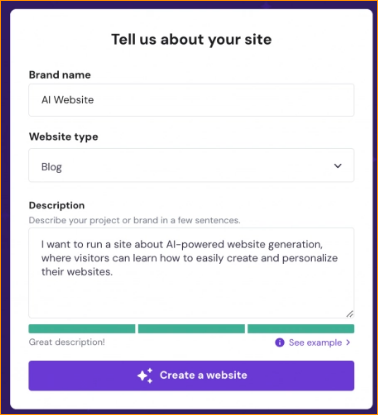 Tell us about your site
Brand name
AI Website
Website type
Blog
Description
Describe your project or brand in a few sentences.
I want to run a site about AI-powered website generation,
where visitors can learn how to easily create and personalize
their websites.
Great description!
See example
Create a website